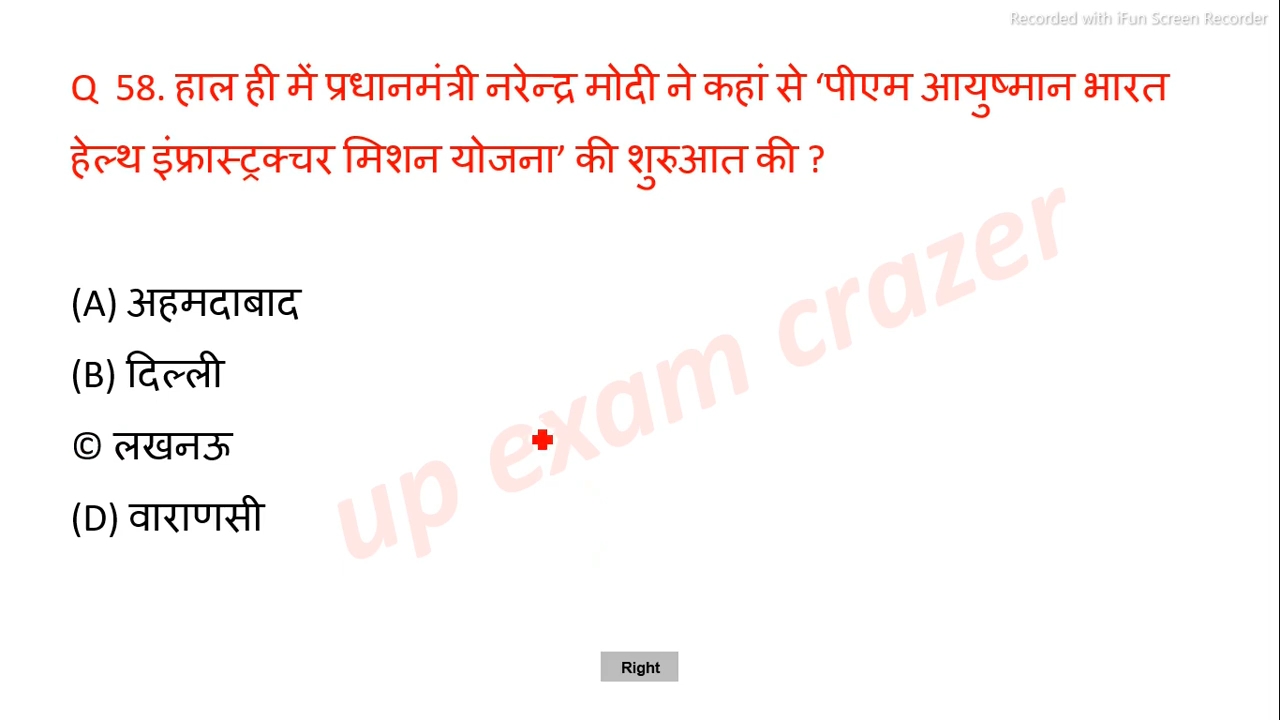 Recorded with iFun Screen Recorder
Q 58. हाल ही में प्रधानमंत्री नरेन्द्र मोदी ने कहां से ‘पीएम आयुष्मान भारत
हेल्थ इंफ्रास्ट्रक्चर मिशन योजना’ की शुरुआत की ?
(A) अहमदाबाद
(B) दिल्ली
© लखनऊ
(D) वाराणसी
up exam crazer
Right